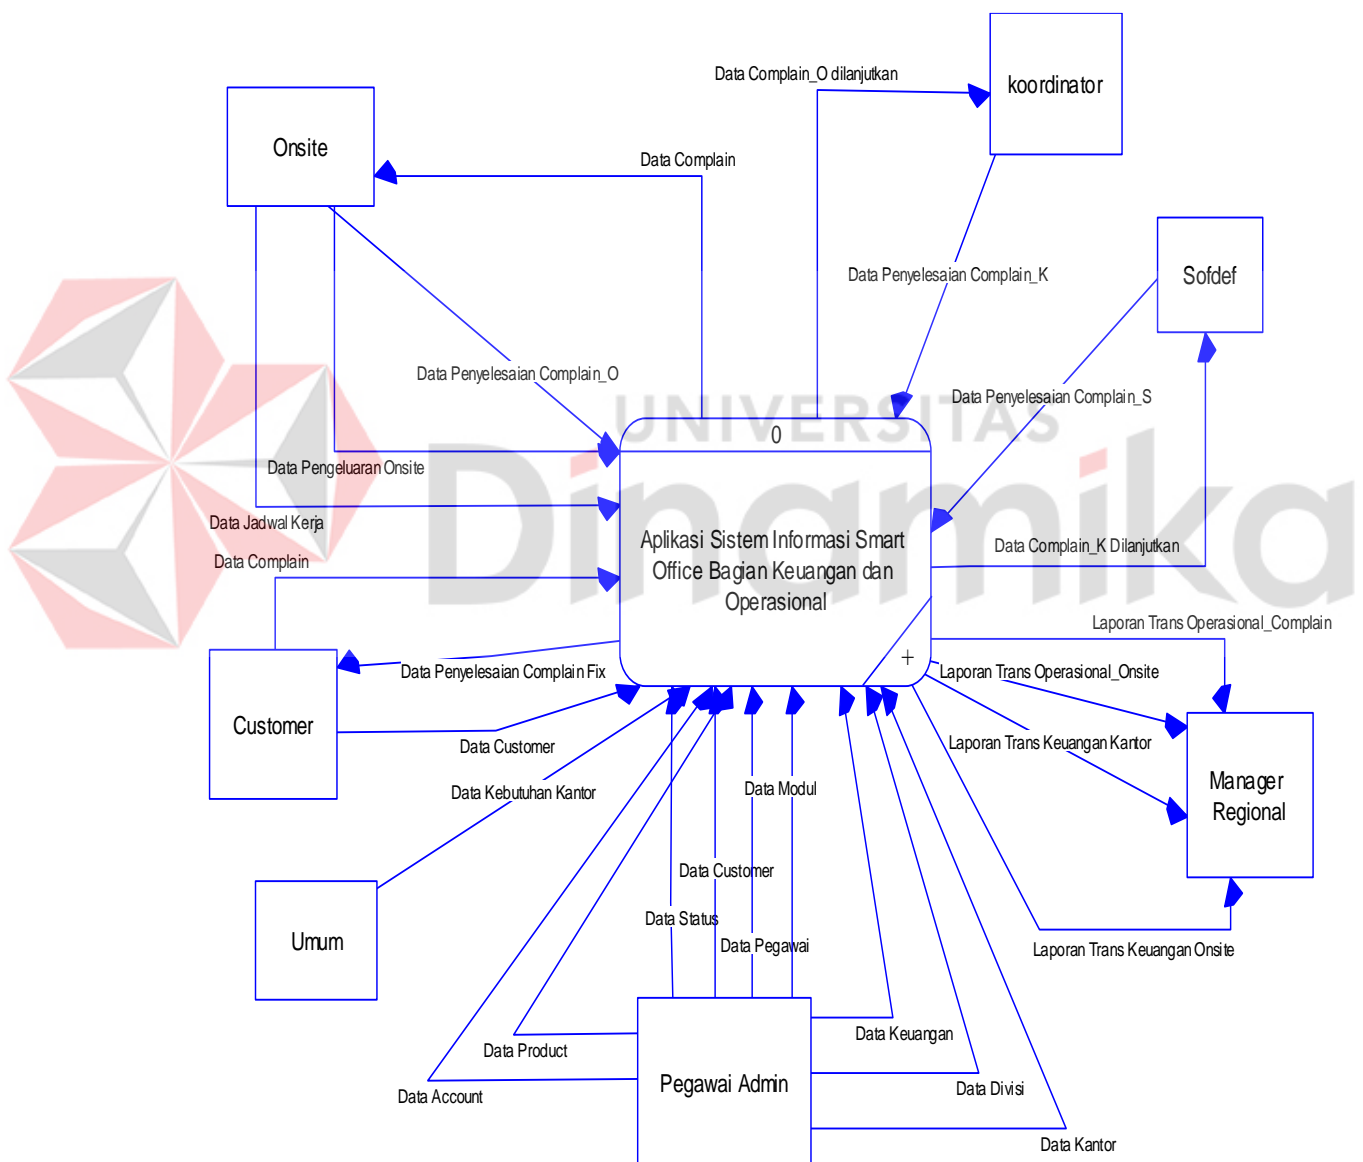 koordinator
Data Complain_O dilanjutkan
Onsite
Data Complain
Data Penyelesaian Complain_K
Sofdef
Data Penyelesaian Complain_O
Data Penyelesaian Complain_S
UNIVERSITAS
Dinamika
0
Data Pengeluaran Onsite
Data Jadwal Kerja
Aplikasi Sistem Informasi Smart
Office Bagian Keuangan dan
Operasional
Data Complain_K Dilanjutkan
Data Complain
Laporan Trans Operasional_Complain
+
Data Penyelesaian Complain Fix
Laporan Trans Operasional_Onsite
Customer
Data Customer
Laporan Trans Keuangan Kantor
Manager
Regional
Data Kebutuhan Kantor
Data Modul
Data Customer
Data Status
Umum
Data Pegawai
Laporan Trans Keuangan Onsite
Data Keuangan
Data Product
Pegawai Admin
Data Divisi
Data Account
Data Kantor